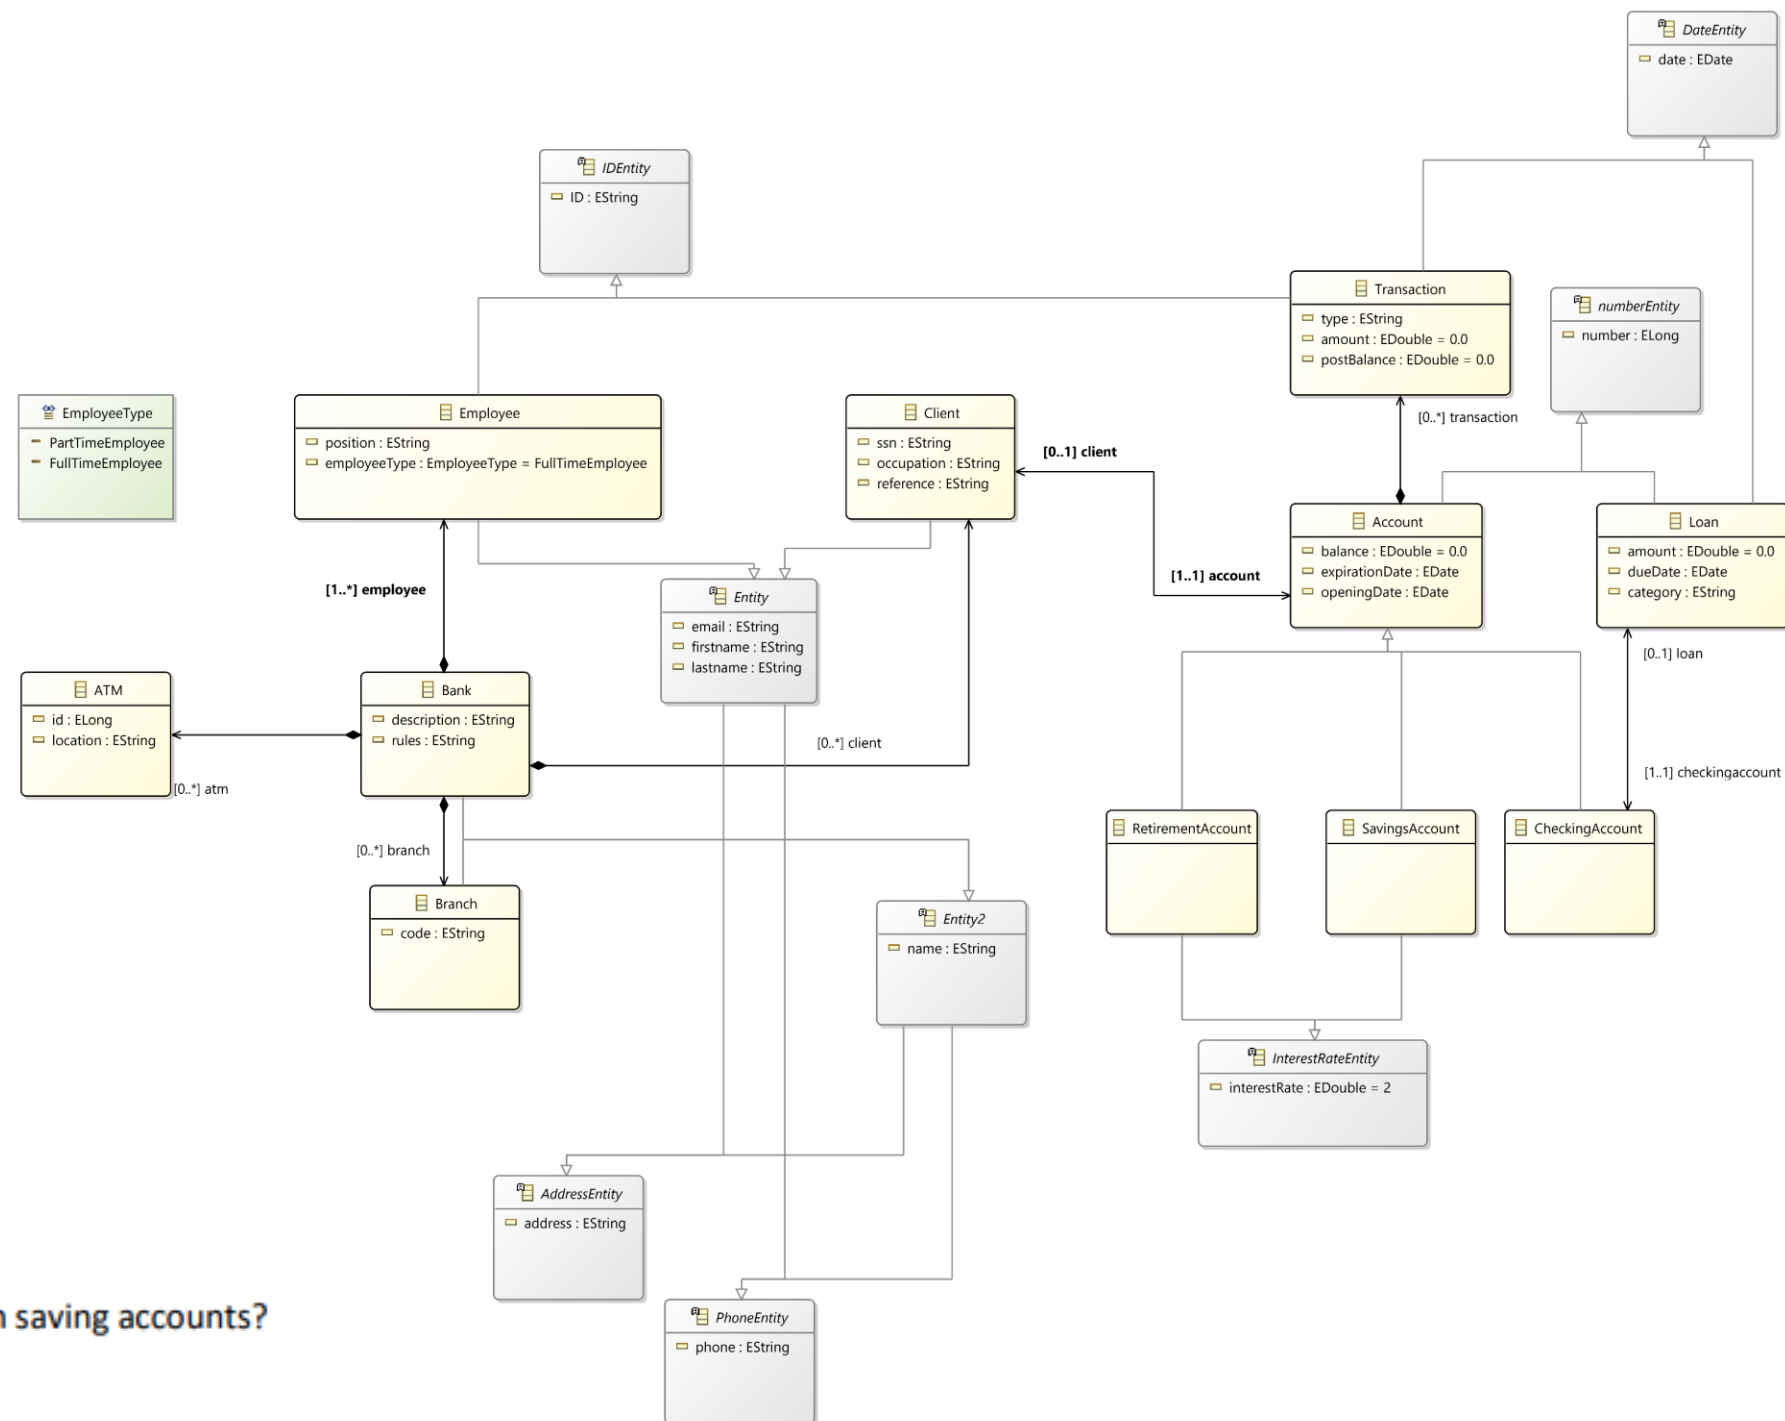 DateEntity
date : EDate
IDEntity
ID : EString
Transaction
type : EString
amount : EDouble = 0.0
postBalance : EDouble = 0.0
numberEntity
number : ELong
EmployeeType
PartTimeEmployee
FullTimeEmployee
Employee
position : EString
employeeType : EmployeeType = FullTimeEmployee
Client
ssn : EString
occupation : EString
reference : EString
[0..1] client
[0..*] transaction
Account
balance : EDouble = 0.0
expirationDate : EDate
openingDate : EDate
Loan
amount : EDouble = 0.0
dueDate : EDate
category : EString
[1..*] employee
[1..1] account
Entity
email : EString
firstname : EString
lastname : EString
[0..1] loan
ATM
id : ELong
location : EString
Bank
description : EString
rules : EString
[0..*] client
[0..*] atm
[1..1] checkingaccount
[0..*] branch
RetirementAccount
SavingsAccount
CheckingAccount
Branch
code : EString
Entity2
name : EString
InterestRateEntity
interestRate : EDouble = 2
AddressEntity
address : EString
PhoneEntity
phone : EString
saving accounts?